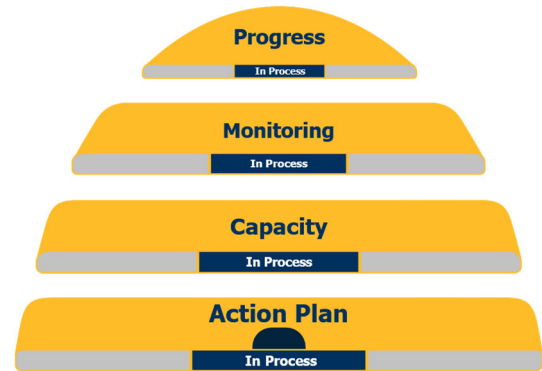 Progress
In Process
Monitoring
In Process
Capacity
In Process
Action Plan
In Process